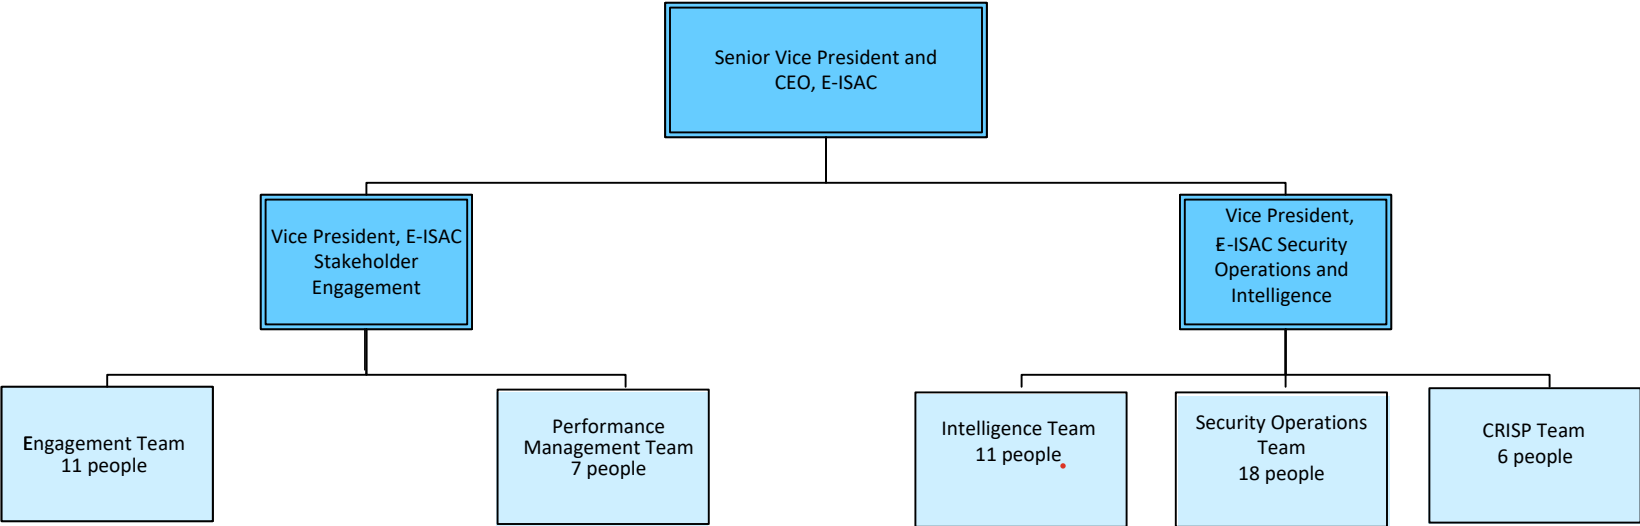 Senior Vice President and
CEO, E-ISAC
Vice President, E-ISAC
Stakeholder
Engagement
Vice President,
E-ISAC Security
Operations and
Intelligence
Engagement Team
11 people
Performance
Management Team
7 people
Intelligence Team
11 people
Security Operations
Team
18 people
CRISP Team
6 people